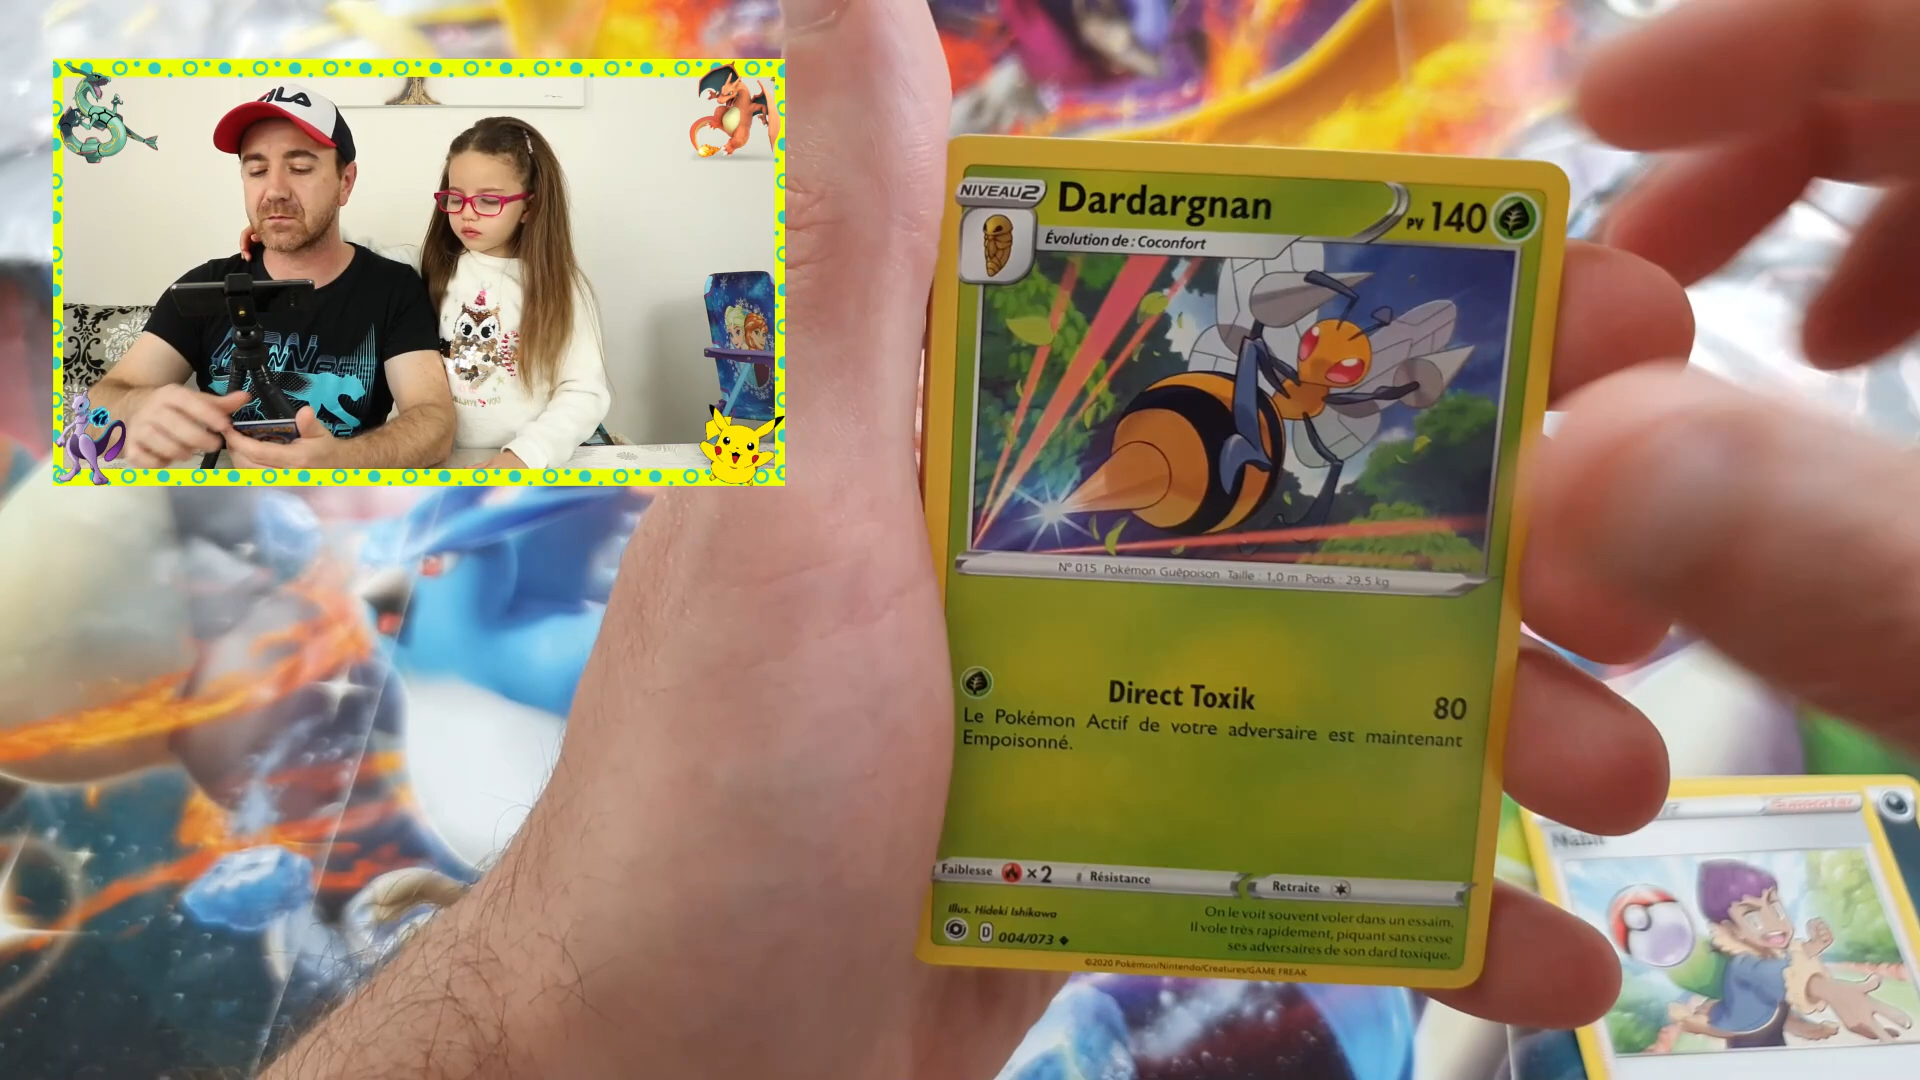 NIVEAU2
Dardargnan
PV 140
Évolution de : Coconfort
N° 015 Pokémon Guêpoison Taille : 1,0 m Poids : 29,5 kg
Direct Toxik 80
Le Pokémon Actif de votre adversaire est maintenant
Empoisonné.
Faiblesse ×2 Résistance Retraite
Illus. Hideki Ishikawa
D 004/073
On le voit souvent voler dans un essaim.
Il vole très rapidement, piquant sans cesse
ses adversaires de son dard toxique.
©2020 Pokémon/Nintendo/Creatures/GAME FREAK
Nabil